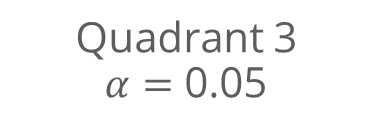 Quadrant 3
α = 0.05